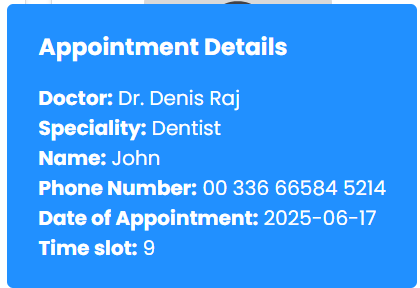 Appointment Details
Doctor: Dr. Denis Raj
Speciality: Dentist
Name: John
Phone Number: 00 336 66584 5214
Date of Appointment: 2025-06-17
Time slot: 9